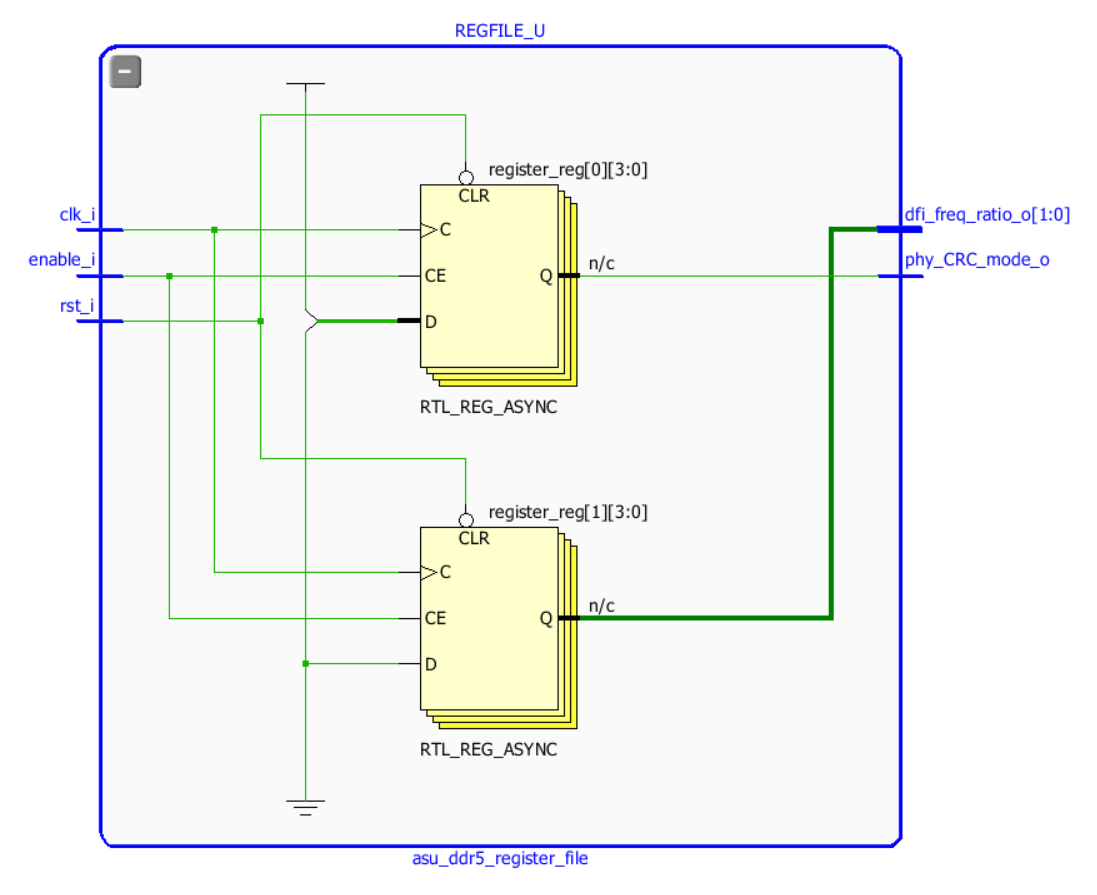 REGFILE_U
−
register_reg[0][3:0]
CLR
clk_i
C
dfi_freq_ratio_o[1:0]
enable_i
CE
Q
n/c
phy_CRC_mode_o
rst_i
D
RTL_REG_ASYNC
register_reg[1][3:0]
CLR
C
CE
Q
n/c
D
RTL_REG_ASYNC
asu_ddr5_register_file